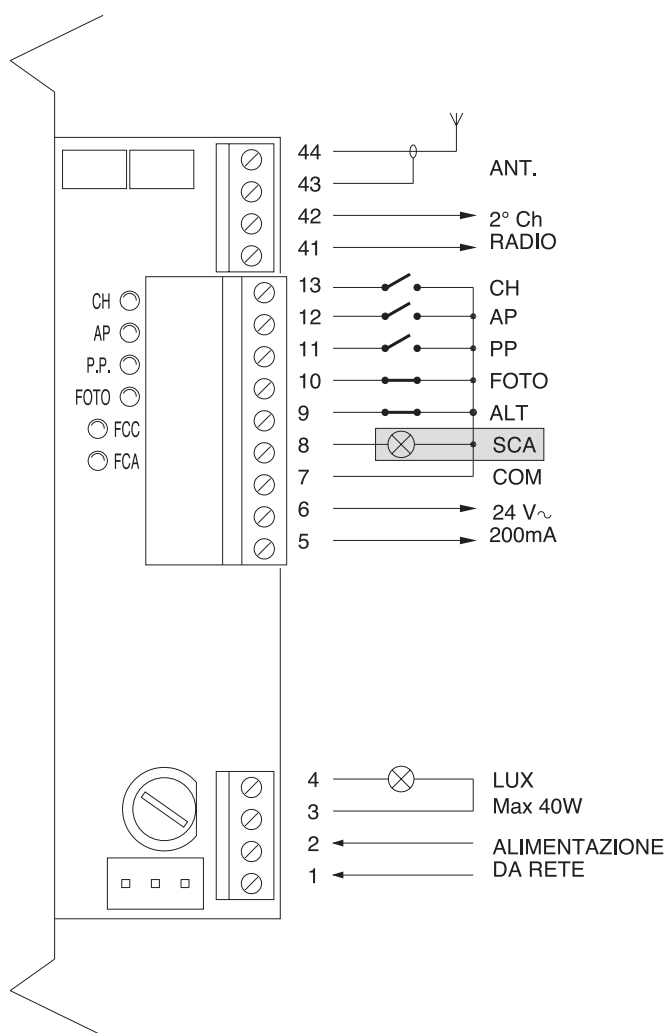 44
43
ANT.
42
41
2° Ch
RADIO
13 CH
12 AP
11 PP
10 FOTO
9 ALT
8 SCA
7 COM
6
5
24 V~
200mA
CH
AP
P.P.
FOTO
FCC
FCA
4 LUX
3 Max 40W
2
1
ALIMENTAZIONE
DA RETE